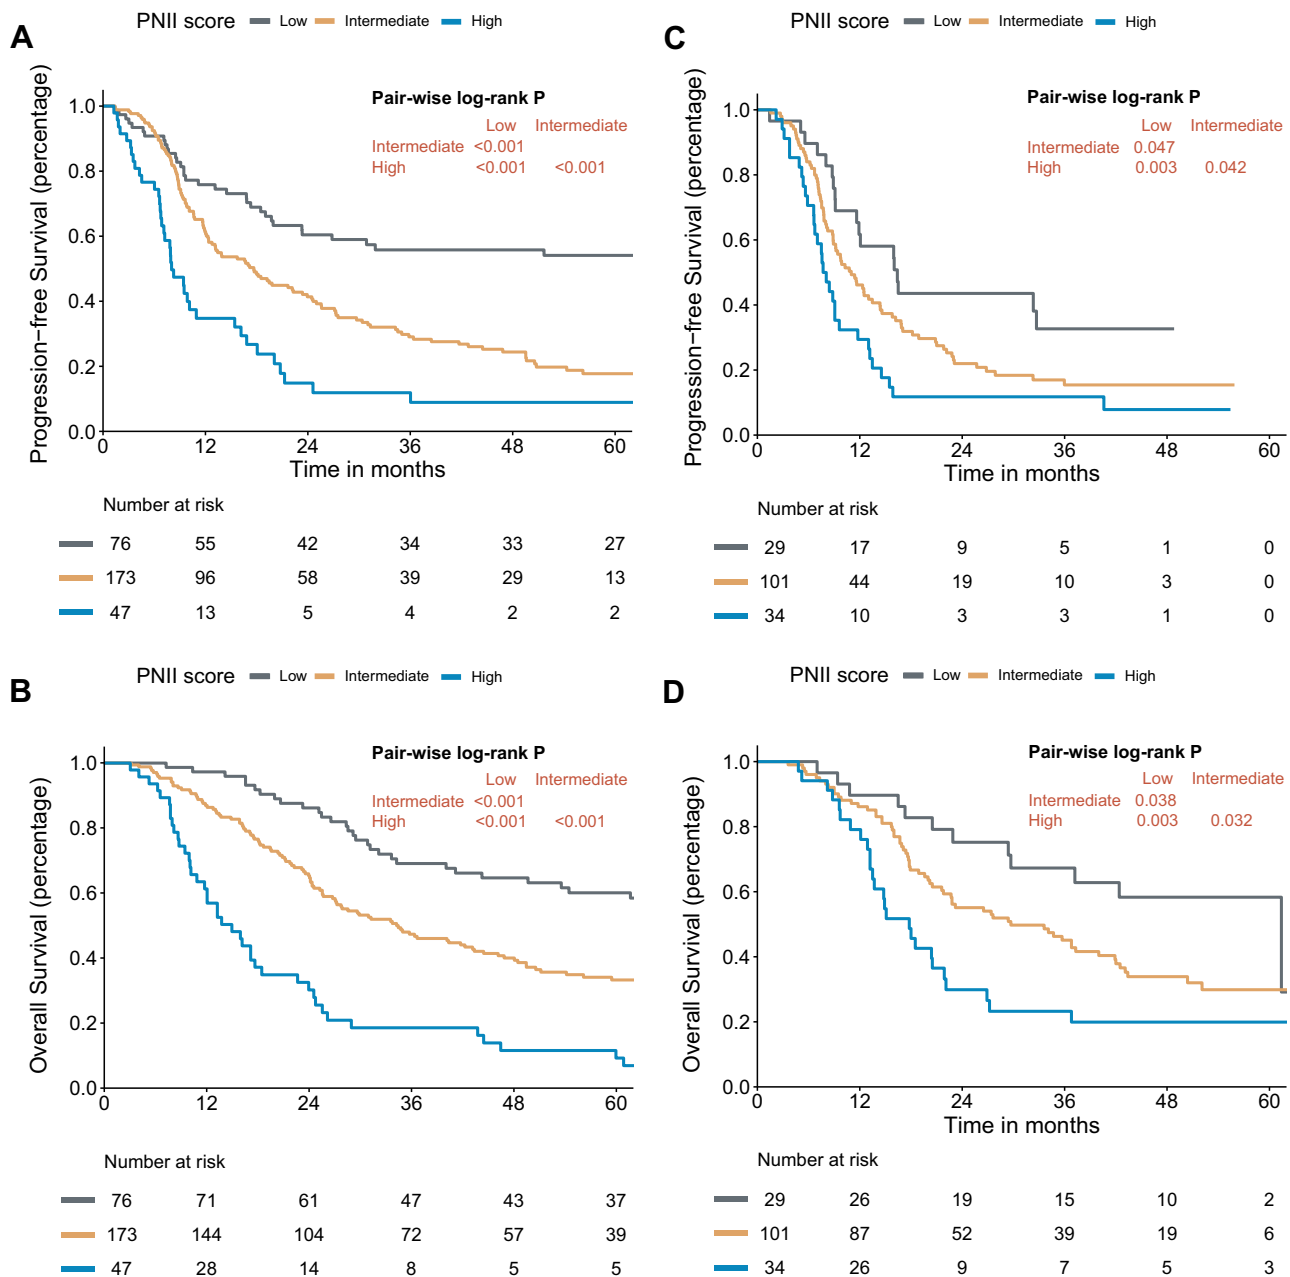 A
PNII score Low Intermediate High
Progression−free Survival (percentage)
Pair-wise log-rank P
Low Intermediate
Intermediate <0.001
High <0.001 <0.001
1.0
0.8
0.6
0.4
0.2
0.0
0 12 24 36 48 60
Time in months
Number at risk
76 55 42 34 33 27
173 96 58 39 29 13
47 13 5 4 2 2
C
PNII score Low Intermediate High
Progression−free Survival (percentage)
Pair-wise log-rank P
Low Intermediate
Intermediate 0.047
High 0.003 0.042
1.0
0.8
0.6
0.4
0.2
0.0
0 12 24 36 48 60
Time in months
Number at risk
29 17 9 5 1 0
101 44 19 10 3 0
34 10 3 3 1 0
B
PNII score Low Intermediate High
Overall Survival (percentage)
Pair-wise log-rank P
Low Intermediate
Intermediate <0.001
High <0.001 <0.001
1.0
0.8
0.6
0.4
0.2
0.0
0 12 24 36 48 60
Number at risk
76 71 61 47 43 37
173 144 104 72 57 39
47 28 14 8 5 5
D
PNII score Low Intermediate High
Overall Survival (percentage)
Pair-wise log-rank P
Low Intermediate
Intermediate 0.038
High 0.003 0.032
1.0
0.8
0.6
0.4
0.2
0.0
0 12 24 36 48 60
Time in months
Number at risk
29 26 19 15 10 2
101 87 52 39 19 6
34 26 9 7 5 3